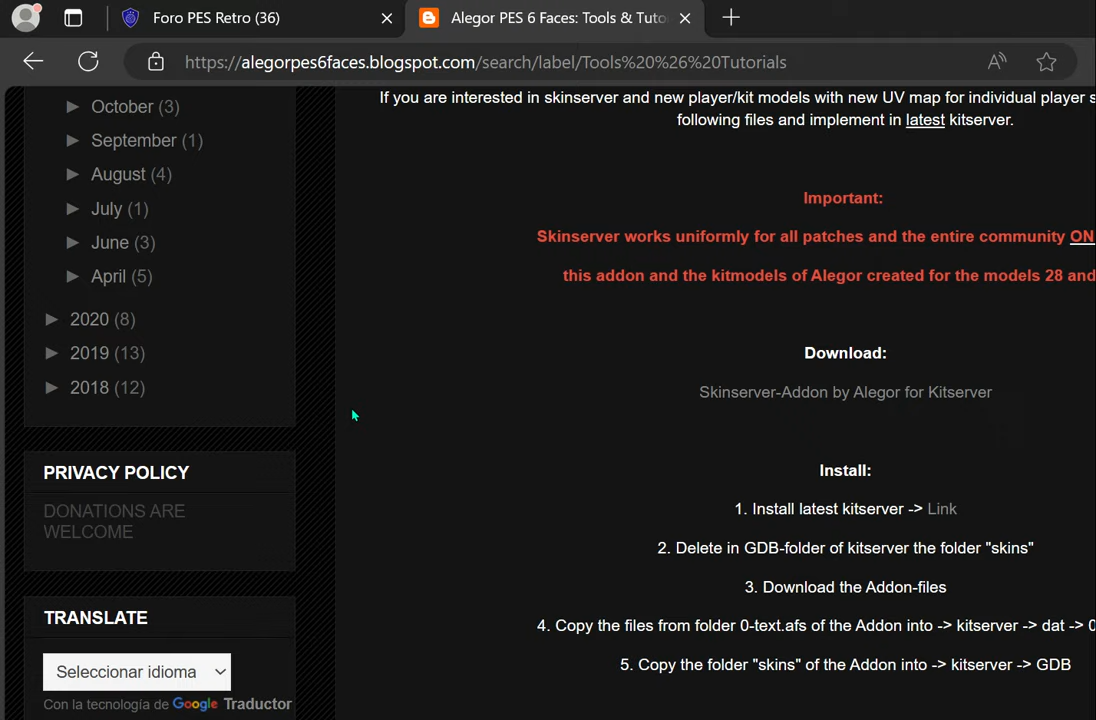 Foro PES Retro (36)
Alegor PES 6 Faces: Tools & Tuto
https://alegorpes6faces.blogspot.com/search/label/Tools%20%26%20Tutorials
► October (3)
► September (1)
► August (4)
► July (1)
► June (3)
► April (5)
► 2020 (8)
► 2019 (13)
► 2018 (12)
PRIVACY POLICY
DONATIONS ARE
WELCOME
TRANSLATE
Seleccionar idioma
Con la tecnología de Google Traductor
If you are interested in skinserver and new player/kit models with new UV map for individual player s
following files and implement in latest kitserver.
Important:
Skinserver works uniformly for all patches and the entire community ON
this addon and the kitmodels of Alegor created for the models 28 and
Download:
Skinserver-Addon by Alegor for Kitserver
Install:
1. Install latest kitserver -> Link
2. Delete in GDB-folder of kitserver the folder "skins"
3. Download the Addon-files
4. Copy the files from folder 0-text.afs of the Addon into -> kitserver -> dat -> 0
5. Copy the folder "skins" of the Addon into -> kitserver -> GDB